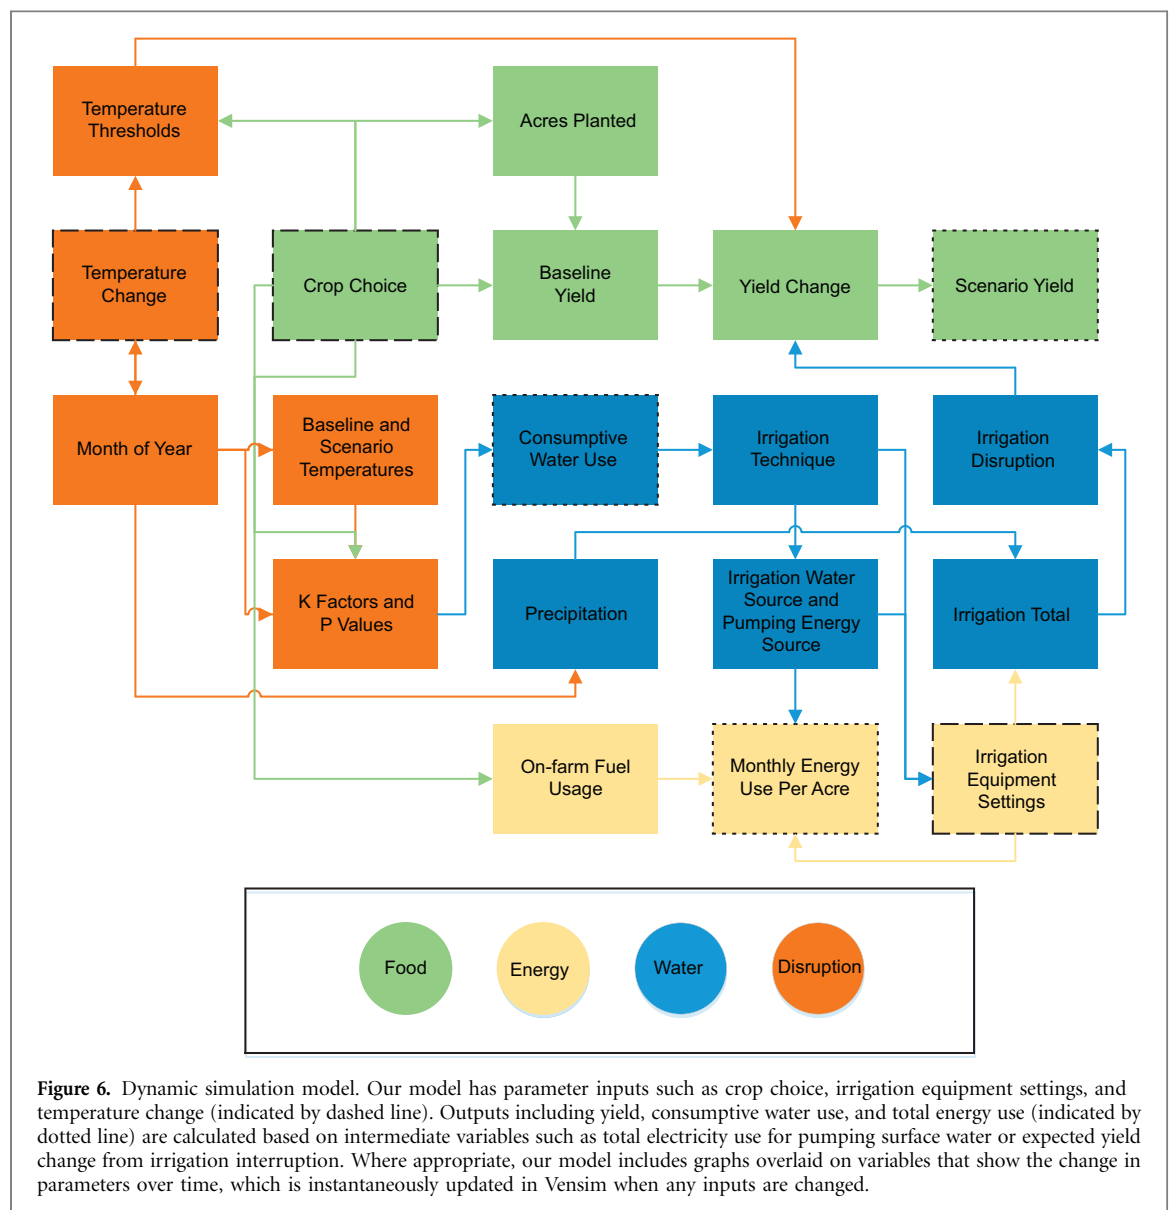 Temperature
Thresholds
Acres Planted
Temperature
Change
Crop Choice
Baseline
Yield
Yield Change
Scenario Yield
Month of Year
Baseline and
Scenario
Temperatures
Consumptive
Water Use
Irrigation
Technique
Irrigation
Disruption
K Factors and
P Values
Precipitation
Irrigation Water
Source and
Pumping Energy
Source
Irrigation Total
On-farm Fuel
Usage
Monthly Energy
Use Per Acre
Irrigation
Equipment
Settings
Food
Energy
Water
Disruption
Figure 6. Dynamic simulation model. Our model has parameter inputs such as crop choice, irrigation equipment settings, and
temperature change (indicated by dashed line). Outputs including yield, consumptive water use, and total energy use (indicated by
dotted line) are calculated based on intermediate variables such as total electricity use for pumping surface water or expected yield
change from irrigation interruption. Where appropriate, our model includes graphs overlaid on variables that show the change in
parameters over time, which is instantaneously updated in Vensim when any inputs are changed.